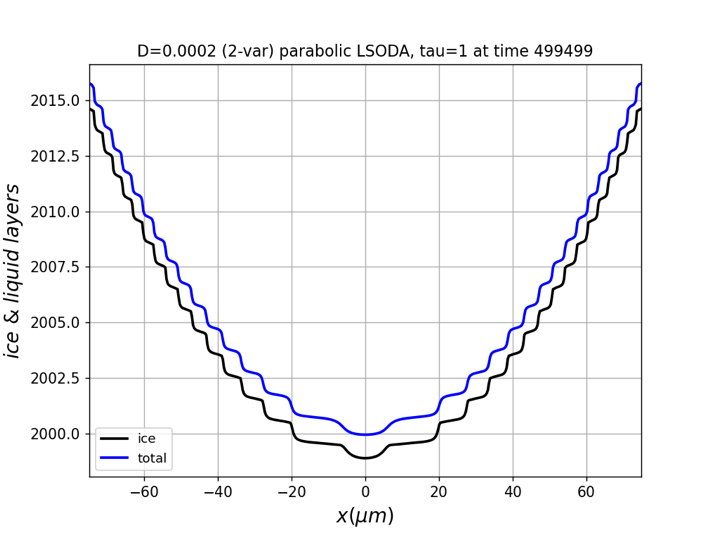 D=0.0002 (2-var) parabolic LSODA, tau=1 at time 499499
ice & liquid layers
2015.0
2012.5
2010.0
2007.5
2005.0
2002.5
2000.0
ice
total
−60 −40 −20 0 20 40 60
x(μm)